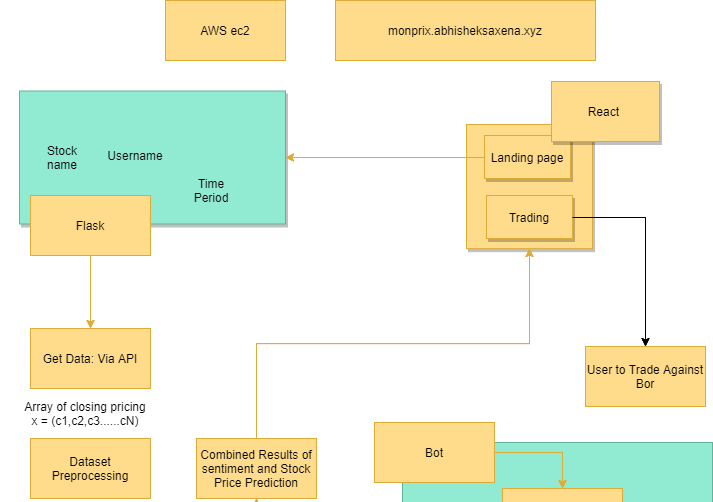 AWS ec2
monprix.abhisheksaxena.xyz
React
Landing page
Trading
Stock
name
Username
Time
Period
Flask
Get Data: Via API
User to Trade Against
Bor
Array of closing pricing
x = (c1,c2,c3......cN)
Dataset
Preprocessing
Combined Results of
sentiment and Stock
Price Prediction
Bot